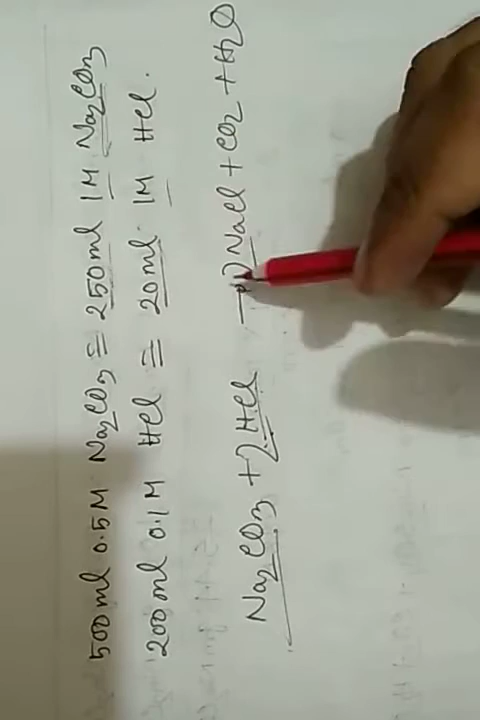 500ml 0.5M Na₂CO₃ ≡ 250ml 1M Na₂CO₃
200ml 0.1M HCl ≡ 20ml 1M HCl.
Na₂CO₃ + 2HCl → 2NaCl + CO₂ + H₂O